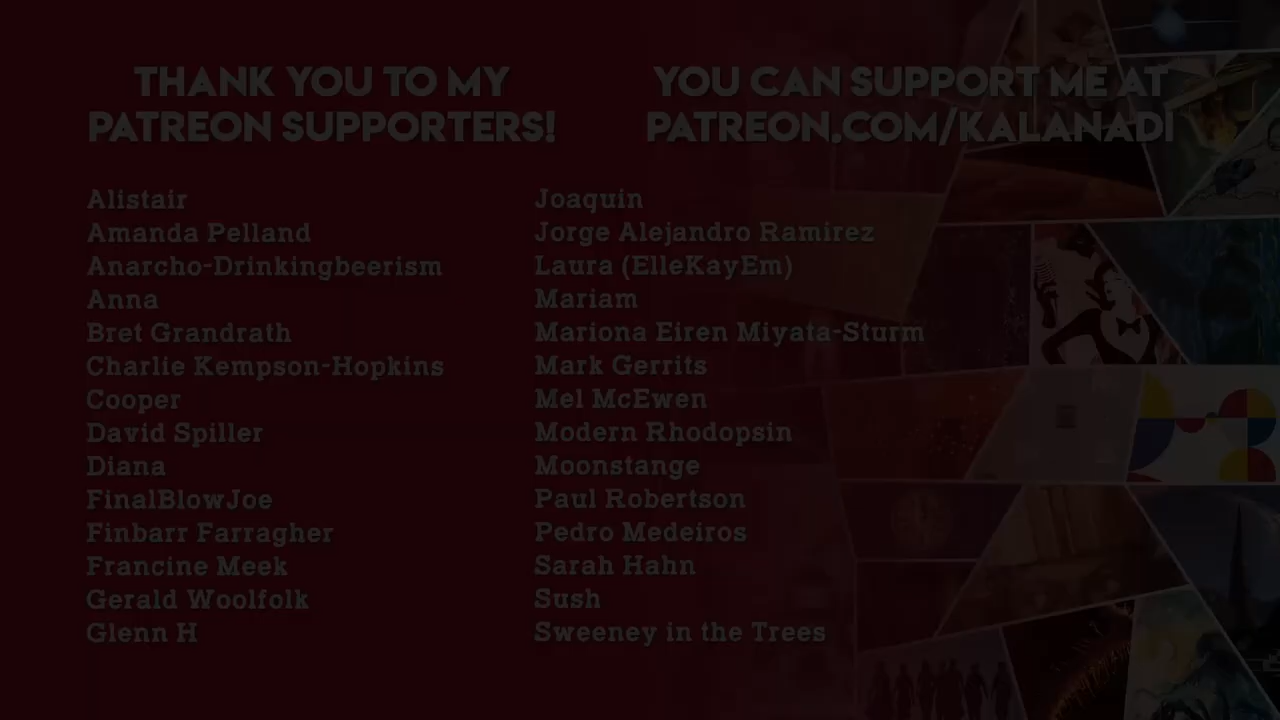 THANK YOU TO MY
PATREON SUPPORTERS!
YOU CAN SUPPORT ME AT
PATREON.COM/KALANADI
Alistair
Amanda Pelland
Anarcho-Drinkingbeerism
Anna
Bret Grandrath
Charlie Kempson-Hopkins
Cooper
David Spiller
Diana
FinalBlowJoe
Finbarr Farragher
Francine Meek
Gerald Woolfolk
Glenn H
Joaquin
Jorge Alejandro Ramirez
Laura (ElleKayEm)
Mariam
Mariona Eiren Miyata-Sturm
Mark Gerrits
Mel McEwen
Modern Rhodopsin
Moonstange
Paul Robertson
Pedro Medeiros
Sarah Hahn
Sush
Sweeney in the Trees